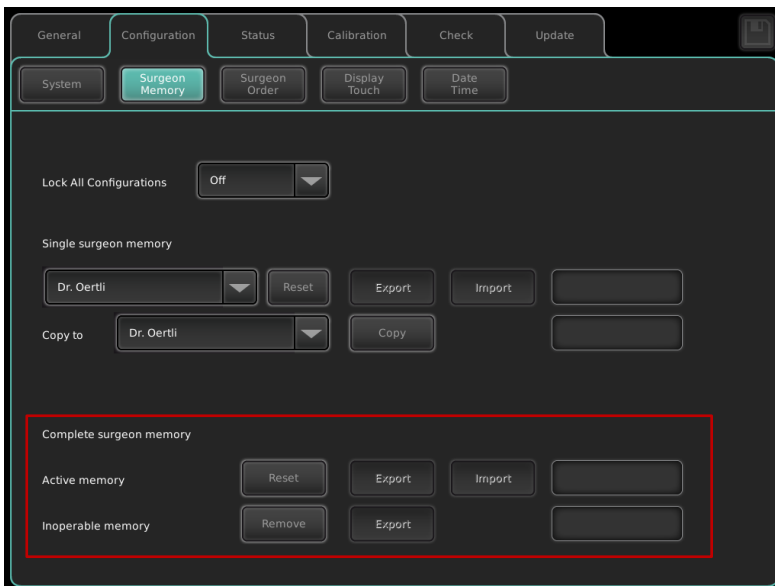 General Configuration Status Calibration Check Update
System Surgeon Memory Surgeon Order Display Touch Date Time
Lock All Configurations Off
Single surgeon memory
Dr. Oertli Reset Export Import
Copy to Dr. Oertli Copy
Complete surgeon memory
Active memory Reset Export Import
Inoperable memory Remove Export